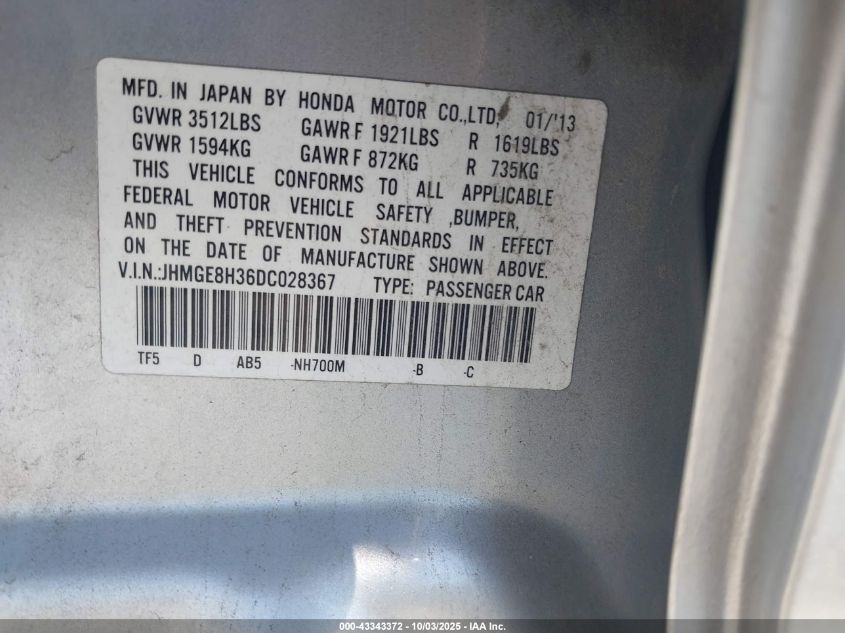 MFD. IN JAPAN BY HONDA MOTOR CO.,LTD, 01/'13
GVWR 3512LBS GAWR F 1921LBS R 1619LBS
GVWR 1594KG GAWR F 872KG R 735KG
THIS VEHICLE CONFORMS TO ALL APPLICABLE
FEDERAL MOTOR VEHICLE SAFETY ,BUMPER,
AND THEFT PREVENTION STANDARDS IN EFFECT
ON THE DATE OF MANUFACTURE SHOWN ABOVE.
V.I.N.:JHMGE8H36DC028367 TYPE: PASSENGER CAR
TF5 D AB5 -NH700M -B -C
000-43343372 • 10/03/2025 • IAA Inc.